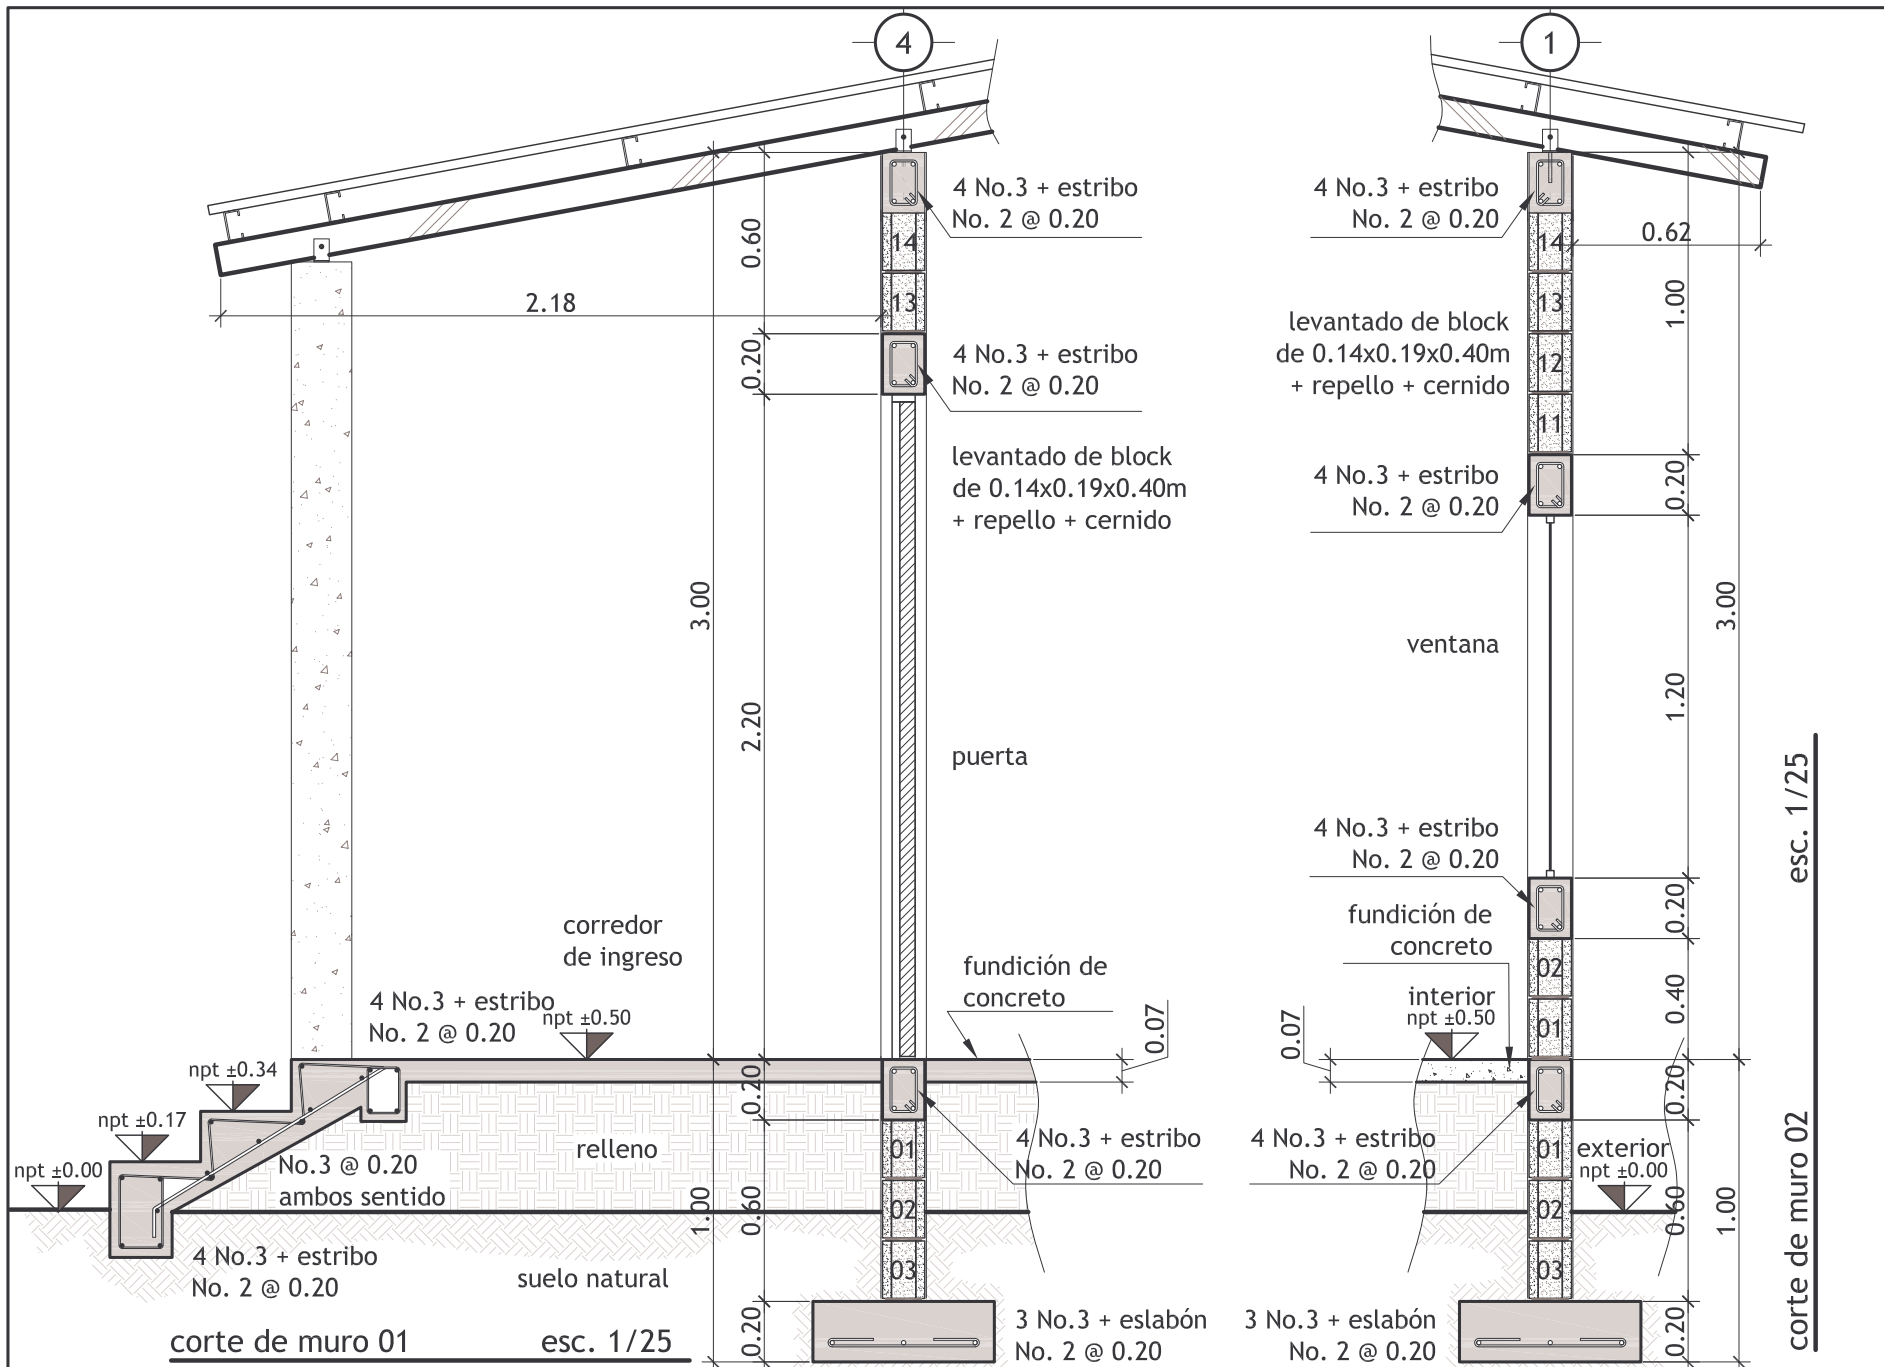 4
4 No.3 + estribo
No. 2 @ 0.20
0.60
14
13
2.18
0.20
4 No.3 + estribo
No. 2 @ 0.20
levantado de block
de 0.14x0.19x0.40m
+ repello + cernido
3.00
2.20
puerta
corredor
de ingreso
fundición de
concreto
4 No.3 + estribo
No. 2 @ 0.20
npt ±0.50
0.07
npt ±0.34
npt ±0.17
npt ±0.00
0.20
relleno
01
4 No.3 + estribo
No. 2 @ 0.20
No.3 @ 0.20
ambos sentido
1.00
0.60
02
4 No.3 + estribo
No. 2 @ 0.20
suelo natural
03
0.20
3 No.3 + eslabón
No. 2 @ 0.20
corte de muro 01 esc. 1/25
1
4 No.3 + estribo
No. 2 @ 0.20
14
0.62
13
1.00
levantado de block
de 0.14x0.19x0.40m
+ repello + cernido
12
11
4 No.3 + estribo
No. 2 @ 0.20
0.20
3.00
ventana
1.20
4 No.3 + estribo
No. 2 @ 0.20
0.20
fundición de
concreto
02
interior
npt ±0.50
0.40
01
0.07
0.20
4 No.3 + estribo
No. 2 @ 0.20
01
exterior
npt ±0.00
02
0.60
1.00
03
3 No.3 + eslabón
No. 2 @ 0.20
0.20
corte de muro 02 esc. 1/25